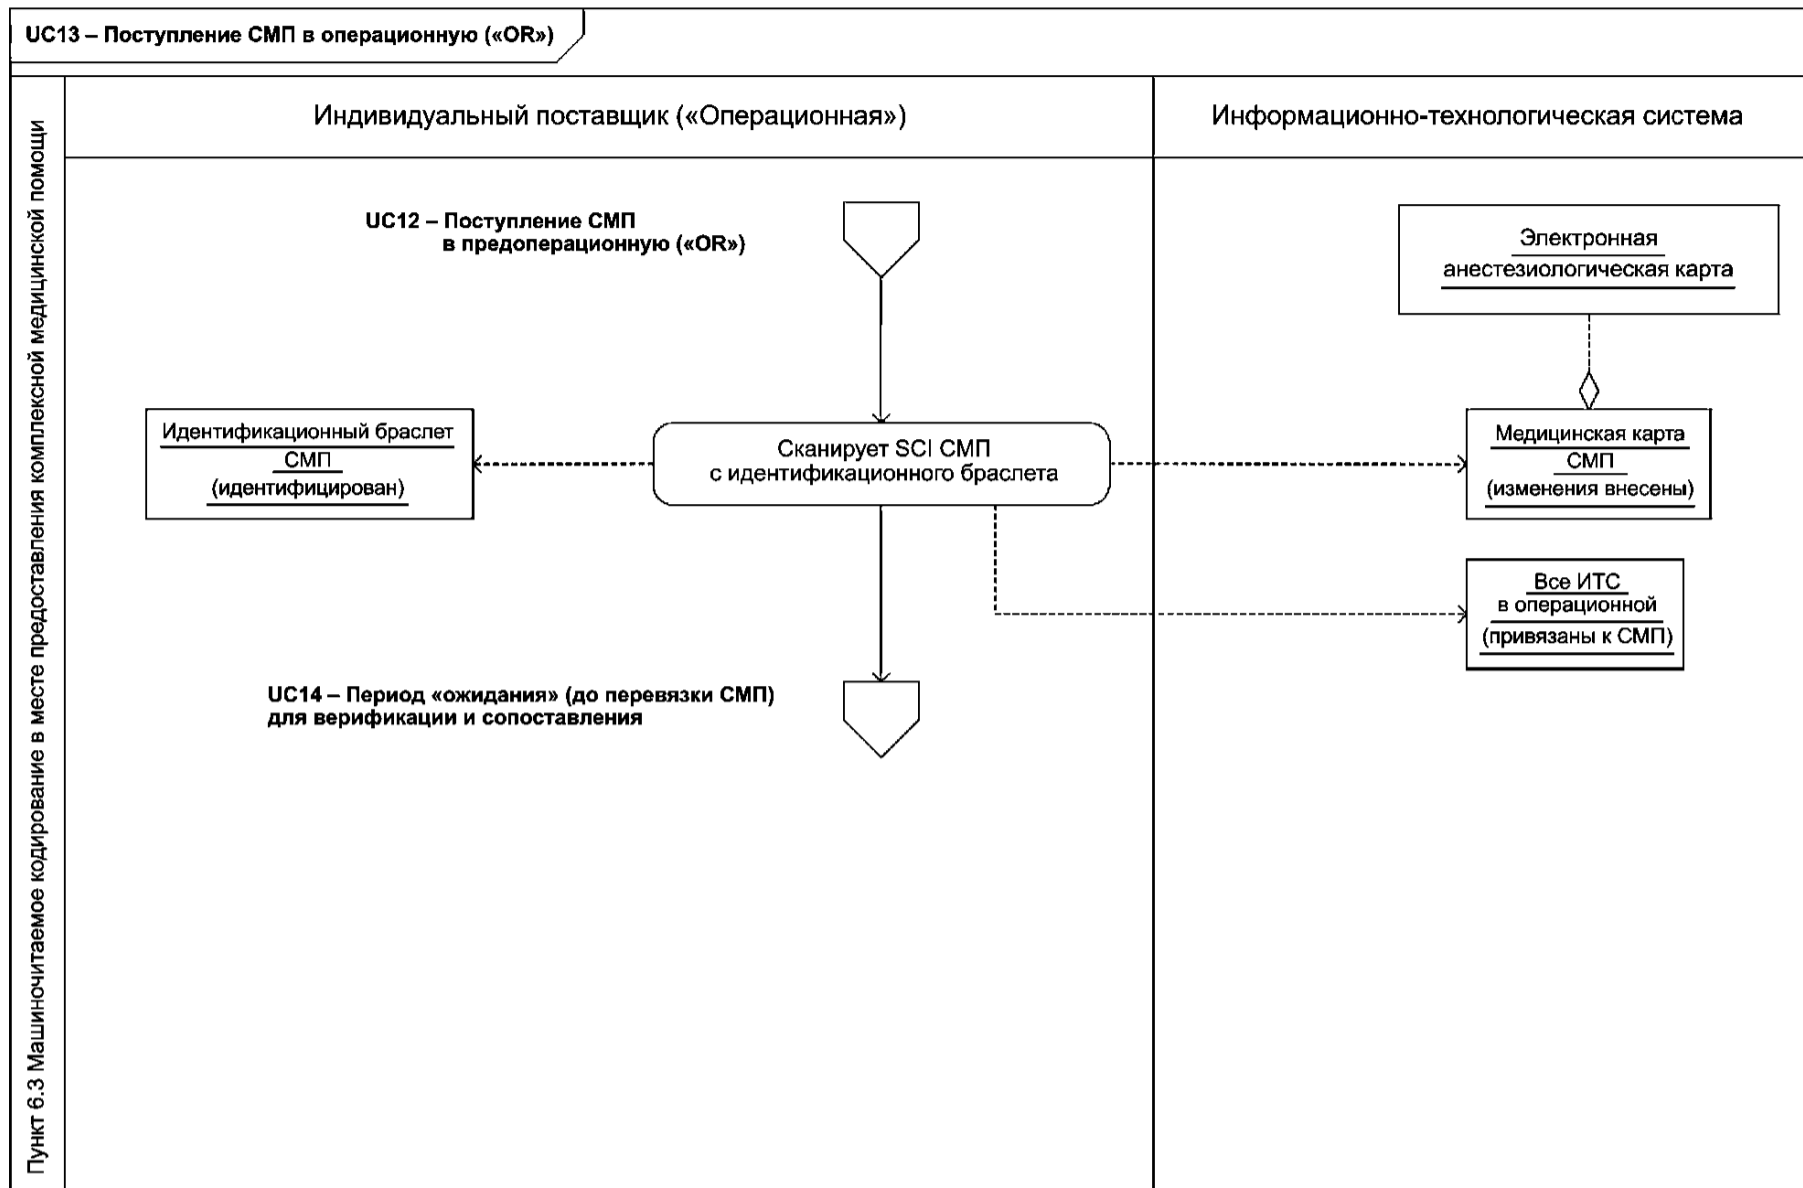 UC13 – Поступление СМП в операционную («OR»)
Пункт 6.3 Машиночитаемое кодирование в месте предоставления комплексной медицинской помощи
Индивидуальный поставщик («Операционная»)
Информационно-технологическая система
UC12 – Поступление СМП
в предоперационную («OR»)
Электронная
анестезиологическая карта
Идентификационный браслет
СМП
(идентифицирован)
Сканирует SCI СМП
с идентификационного браслета
Медицинская карта
СМП
(изменения внесены)
Все ИТС
в операционной
(привязаны к СМП)
UC14 – Период «ожидания» (до перевязки СМП)
для верификации и сопоставления